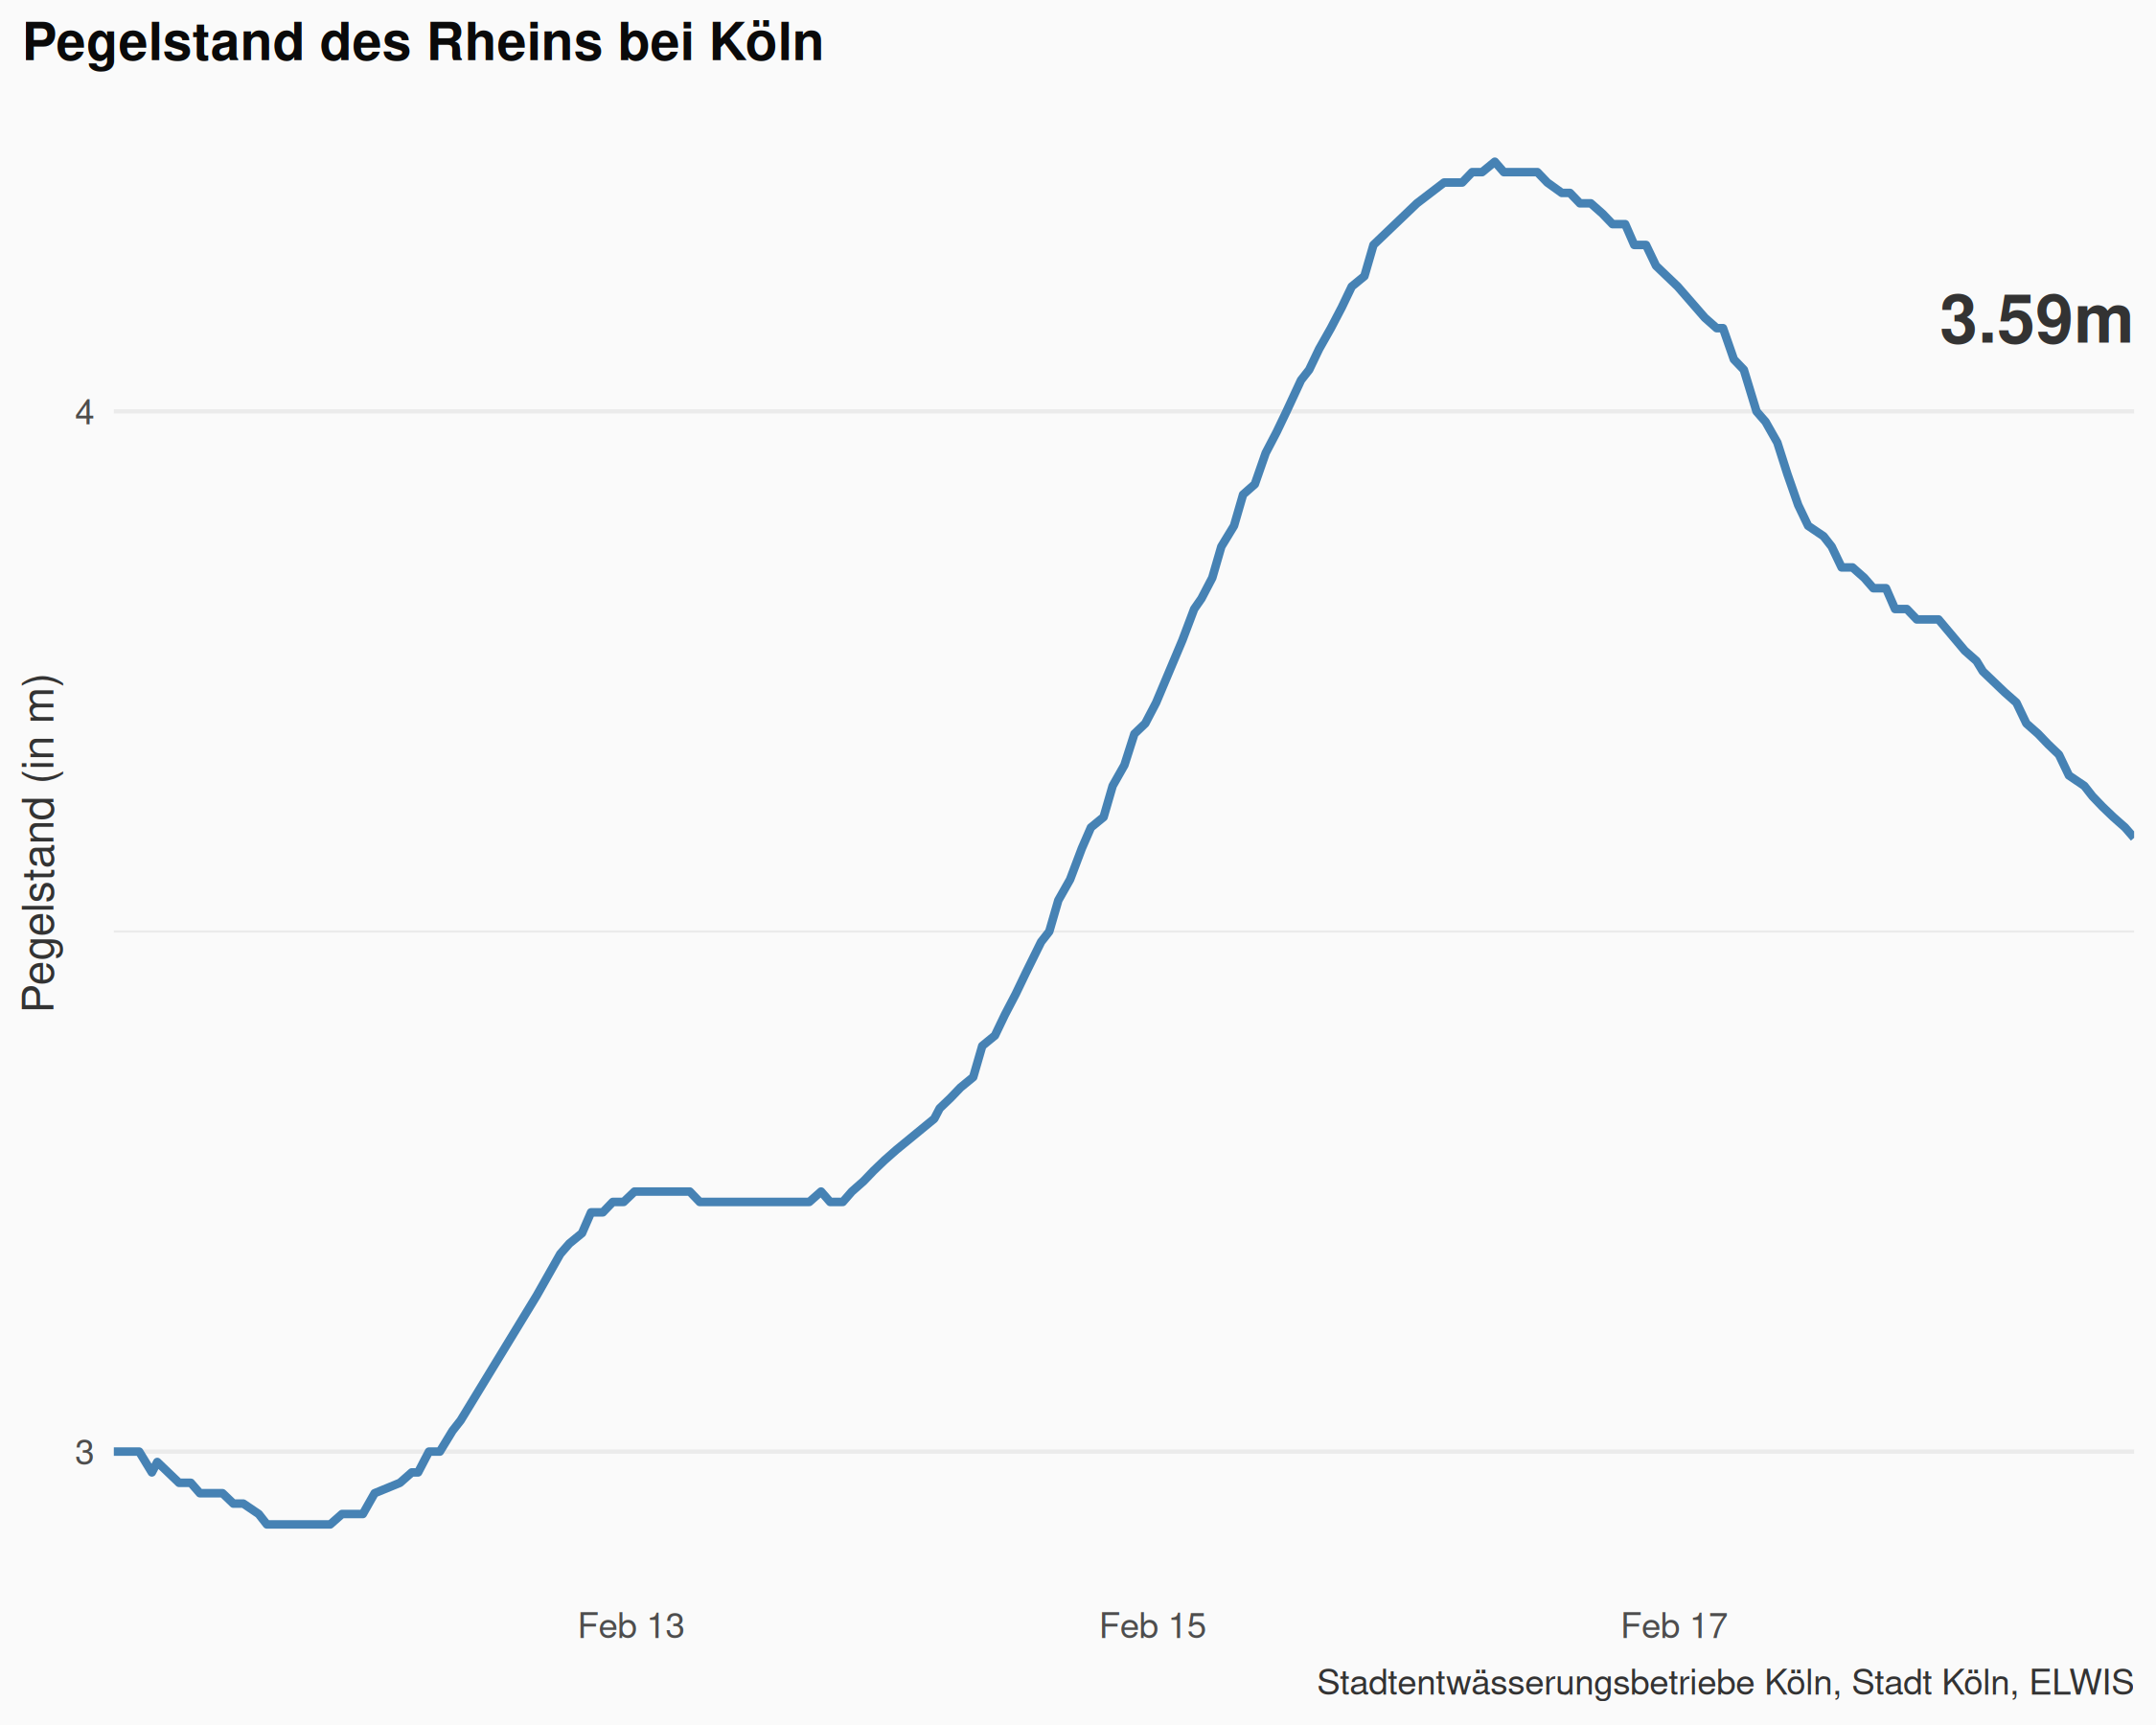 Pegelstand des Rheins bei Köln
3.59m
4
Pegelstand (in m)
3
Feb 13
Feb 15
Feb 17
Stadtentwässerungsbetriebe Köln, Stadt Köln, ELWIS